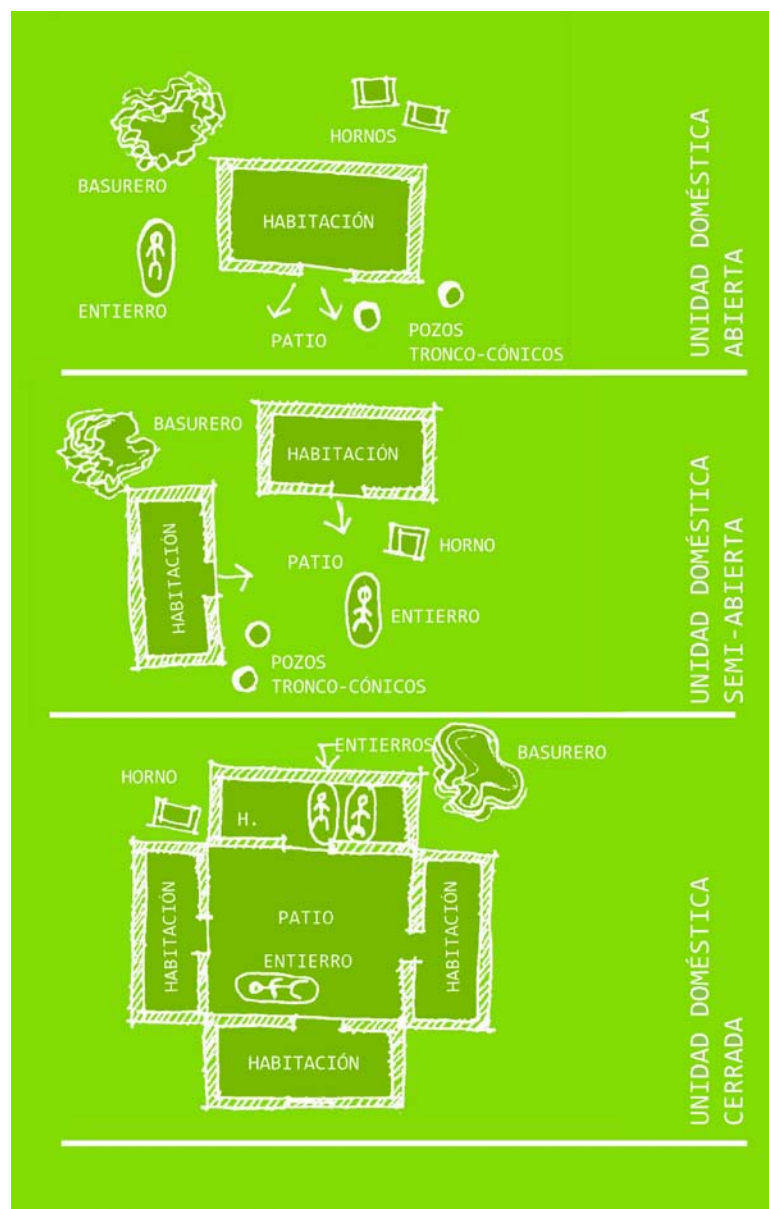 HORNOS
BASURERO
HABITACIÓN
ENTIERRO
PATIO
POZOS
TRONCO-CÓNICOS
UNIDAD DOMÉSTICA
ABIERTA
BASURERO
HABITACIÓN
HABITACIÓN
HORNO
PATIO
ENTIERRO
POZOS
TRONCO-CÓNICOS
UNIDAD DOMÉSTICA
SEMI-ABIERTA
ENTIERROS
BASURERO
HORNO
H.
HABITACIÓN
PATIO
ENTIERRO
HABITACIÓN
HABITACIÓN
UNIDAD DOMÉSTICA
CERRADA